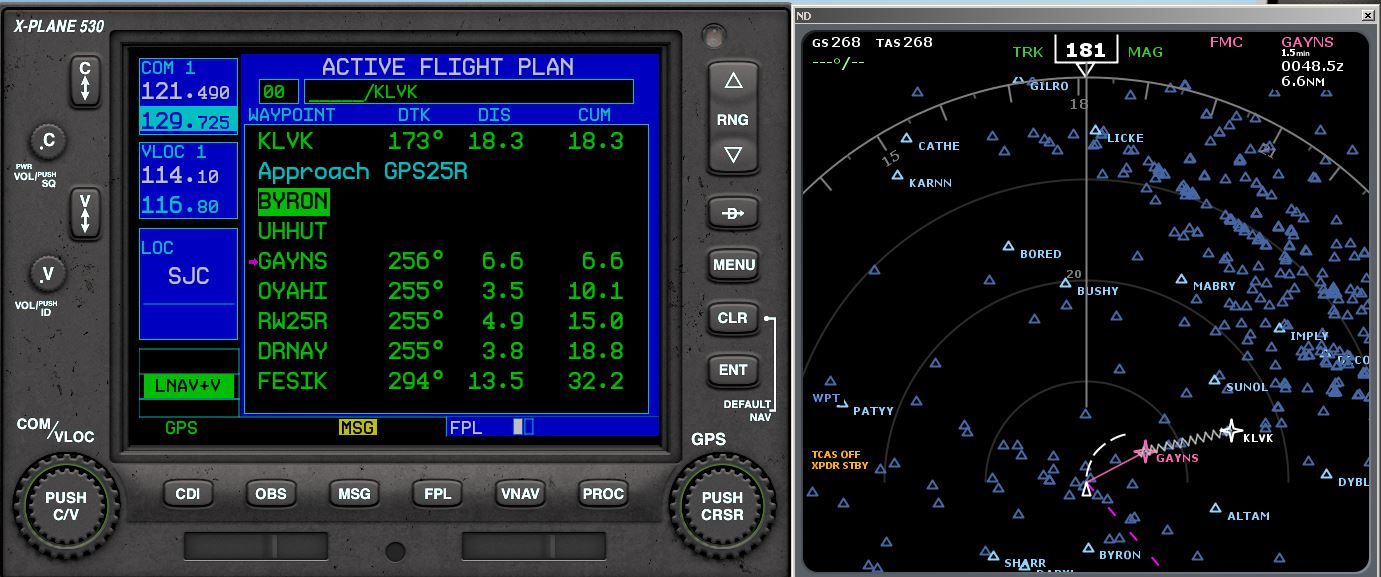 X-PLANE 530
C
COM 1
121.490
129.725
VLOC 1
114.10
116.80
LOC
SJC
LNAV+V
GPS
ACTIVE FLIGHT PLAN
00 _____/KLVK
WAYPOINT DTK DIS CUM
KLVK 173° 18.3 18.3
Approach GPS25R
BYRON
UHHUT
GAYNS 256° 6.6 6.6
OYAHI 255° 3.5 10.1
RW25R 255° 4.9 15.0
DRNAY 255° 3.8 18.8
FESIK 294° 13.5 32.2
MSG FPL
.C
PWR
VOL/PUSH SQ
V
.V
VOL/PUSH ID
COM/VLOC
PUSH
C/V
CDI OBS MSG FPL VNAV PROC
RNG
D
MENU
CLR
ENT
DEFAULT
NAV
GPS
PUSH
CRSR
ND
GS 268 TAS 268
---°/--
TRK 181 MAG
FMC GAYNS
1.5min
0048.5z
6.6NM
GILRO
18
LICKE
CATHE
15
21
KARNN
BORED
20
BUSHY
MABRY
IMPLY
SUNOL
WPT
PATYY
KLVK
GAYNS
TCAS OFF
XPDR STBY
DYBL
ALTAM
BYRON
SHARR